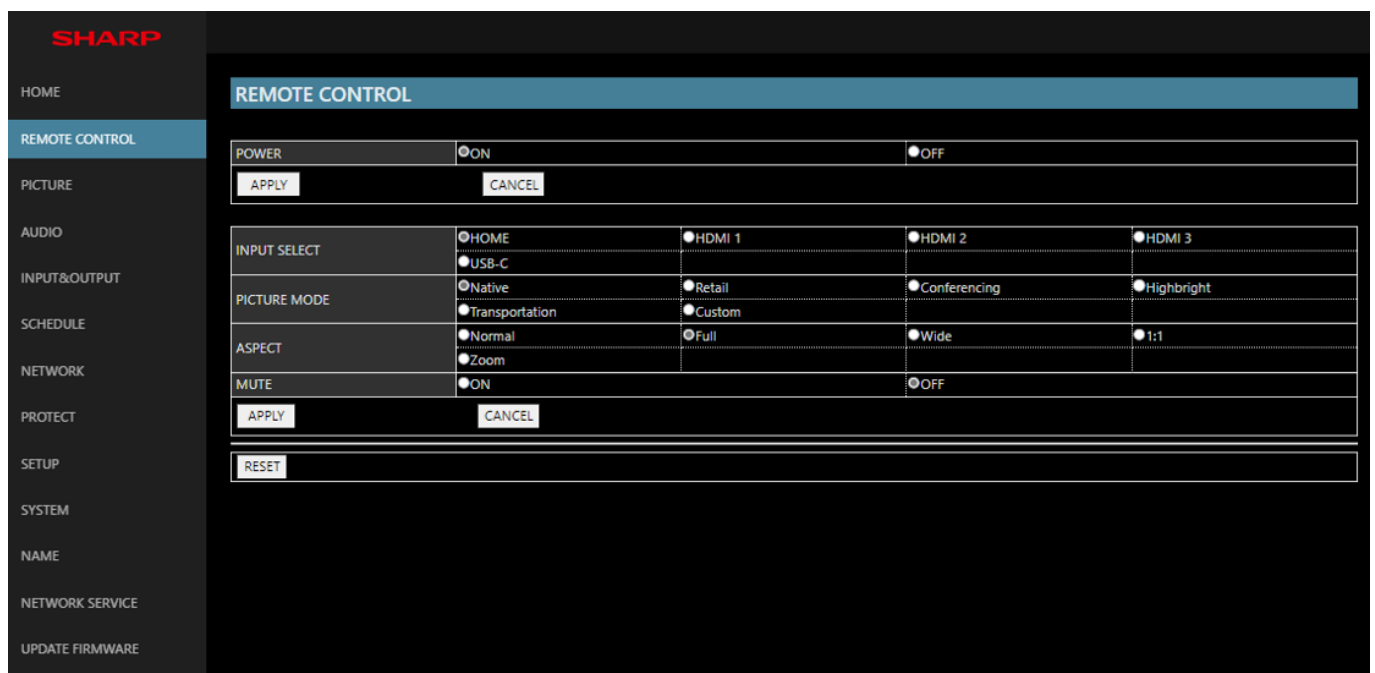 SHARP
HOME
REMOTE CONTROL
PICTURE
AUDIO
INPUT&OUTPUT
SCHEDULE
NETWORK
PROTECT
SETUP
SYSTEM
NAME
NETWORK SERVICE
UPDATE FIRMWARE
REMOTE CONTROL
POWER ON OFF
APPLY CANCEL
INPUT SELECT
HOME HDMI 1 HDMI 2 HDMI 3
USB-C
PICTURE MODE
Native Retail Conferencing Highbright
Transportation Custom
ASPECT
Normal Full Wide 1:1
Zoom
MUTE ON OFF
APPLY CANCEL
RESET